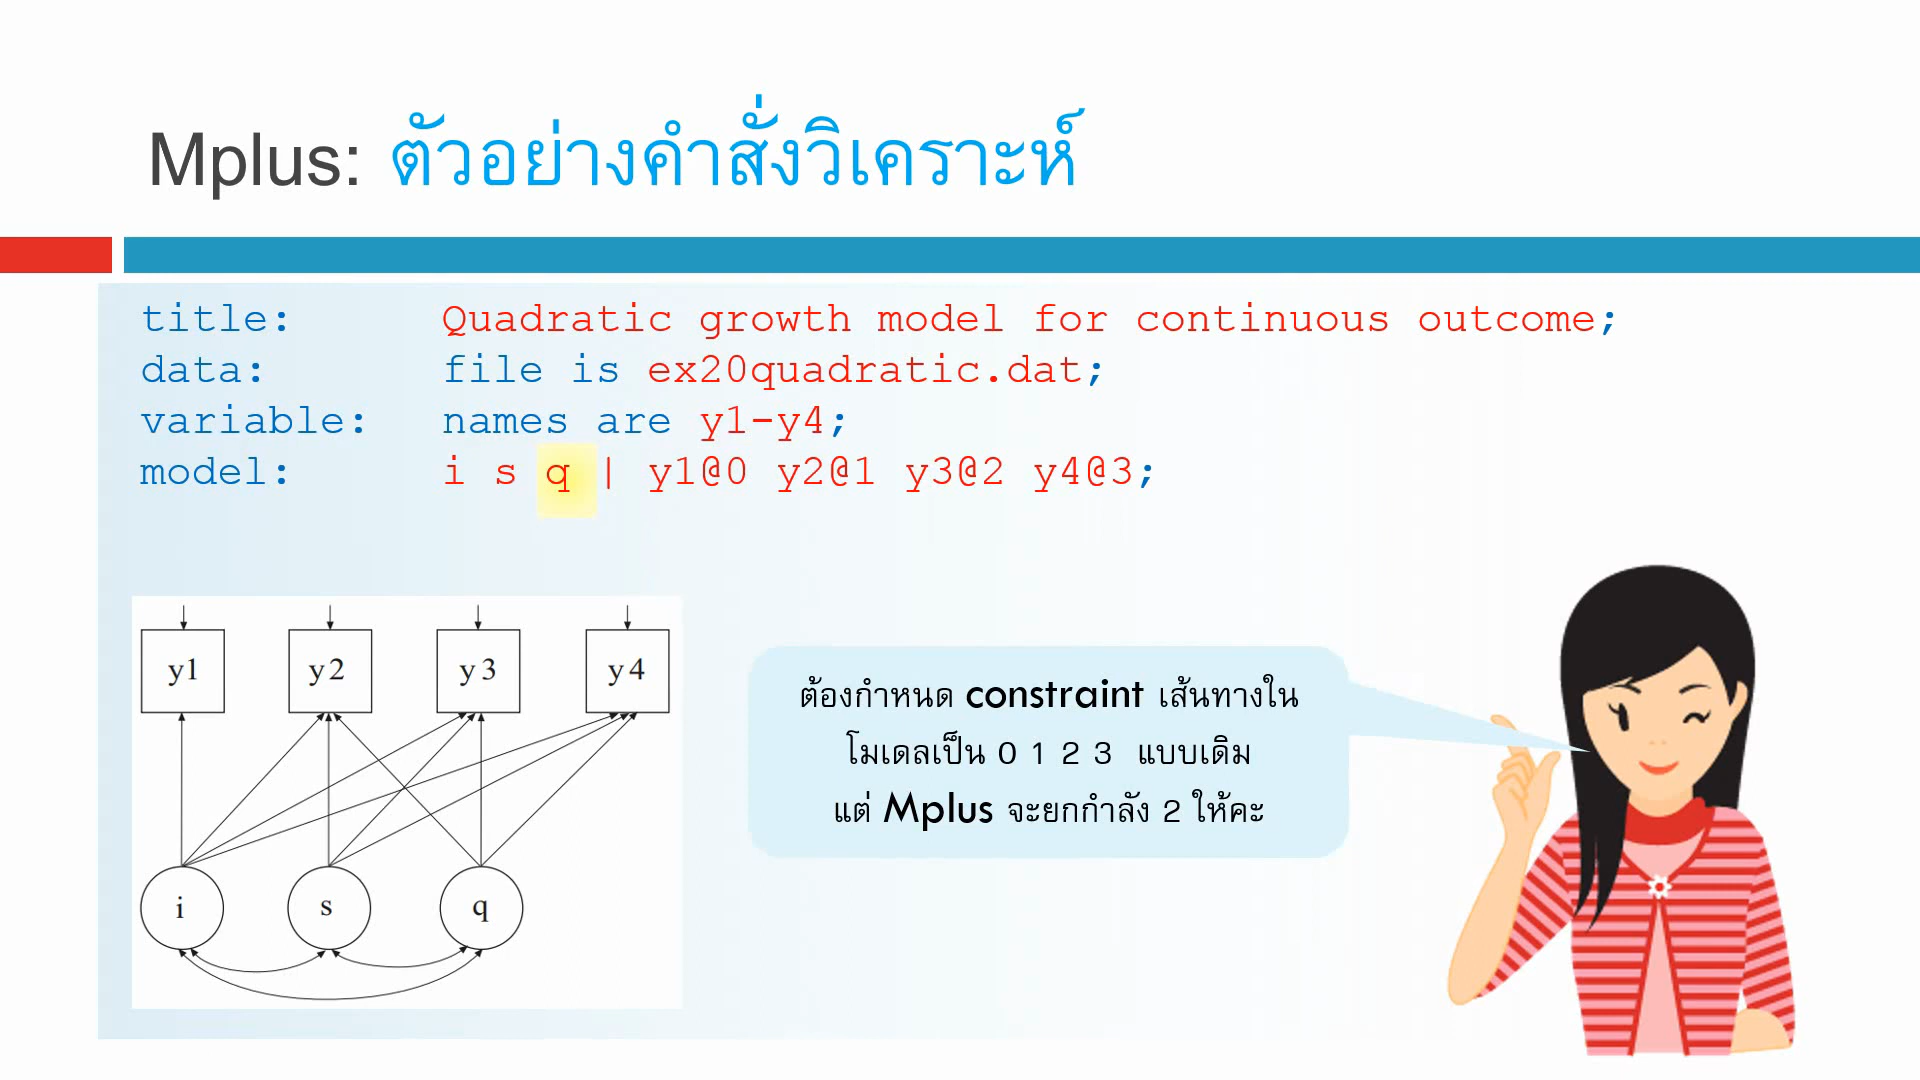 Mplus: ตัวอย่างคำสั่งวิเคราะห์
title: Quadratic growth model for continuous outcome;
data: file is ex20quadratic.dat;
variable: names are y1-y4;
model: i s q | y1@0 y2@1 y3@2 y4@3;
y1 y2 y3 y4
i s q
ต้องกำหนด constraint เส้นทางใน
โมเดลเป็น 0 1 2 3 แบบเดิม
แต่ Mplus จะยกกำลัง 2 ให้คะ